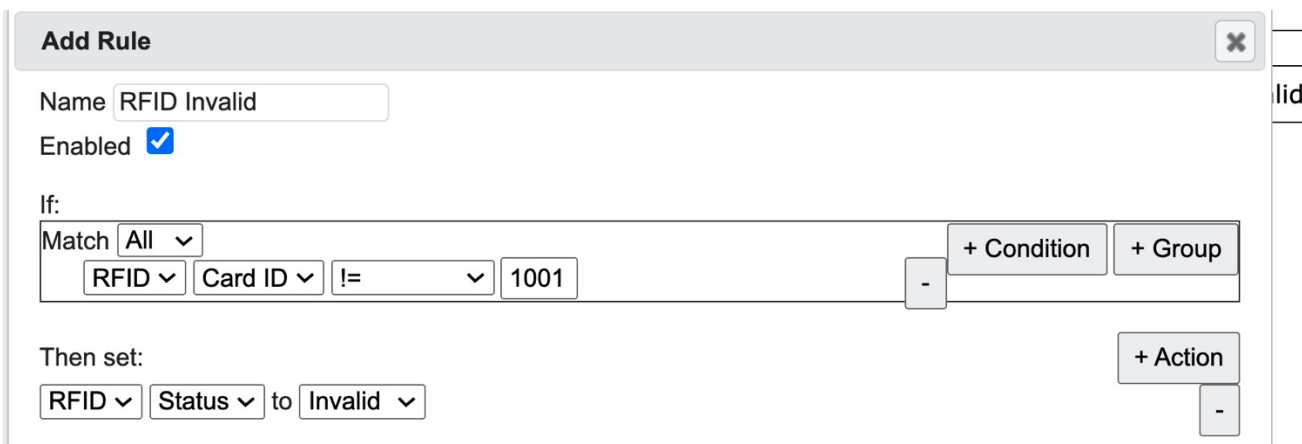 Add Rule
Name RFID Invalid
lid
Enabled
If:
Match All
+ Condition + Group
RFID Card ID != 1001 -
Then set:
+ Action
RFID Status to Invalid -